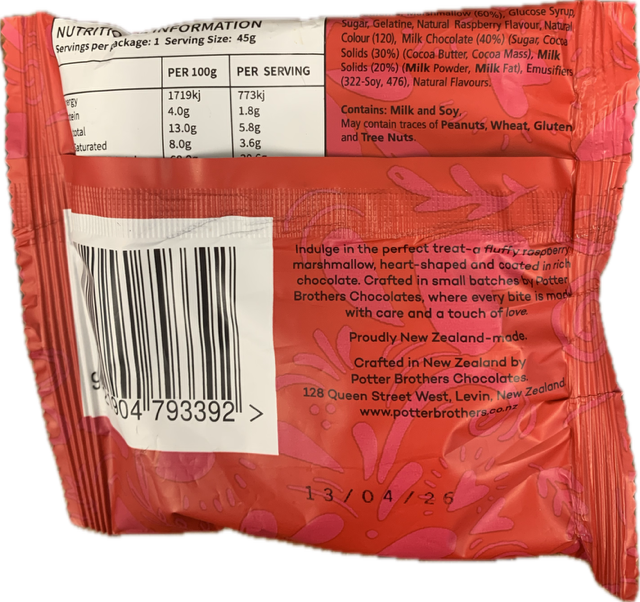 NUTRITION INFORMATION
Servings per package: 1 Serving Size: 45g
PER 100g PER SERVING
1719kj 773kj
4.0g 1.8g
total 13.0g 5.8g
saturated 8.0g 3.6g
(60%), Glucose Syrup,
Sugar, Gelatine, Natural Raspberry Flavour, Natural
Colour (120), Milk Chocolate (40%) (Sugar, Cocoa
Solids (30%) (Cocoa Butter, Cocoa Mass), Milk
Solids (20%) (Milk Powder, Milk Fat), Emulsifiers
(322-Soy, 476), Natural Flavours.
Contains: Milk and Soy,
May contain traces of Peanuts, Wheat, Gluten
and Tree Nuts.
Indulge in the perfect treat-a fluffy raspberry
marshmallow, heart-shaped and coated in rich
chocolate. Crafted in small batches by Potter
Brothers Chocolates, where every bite is made
with care and a touch of love.
Proudly New Zealand-made.
Crafted in New Zealand by
Potter Brothers Chocolates.
128 Queen Street West, Levin, New Zealand
www.potterbrothers.co.nz
904 793392 >
13/04/26